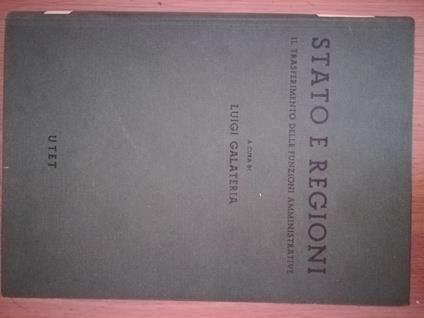 STATO E REGIONI
IL TRASFERIMENTO DELLE FUNZIONI AMMINISTRATIVE
A CURA DI
LUIGI GALATERIA
UTET